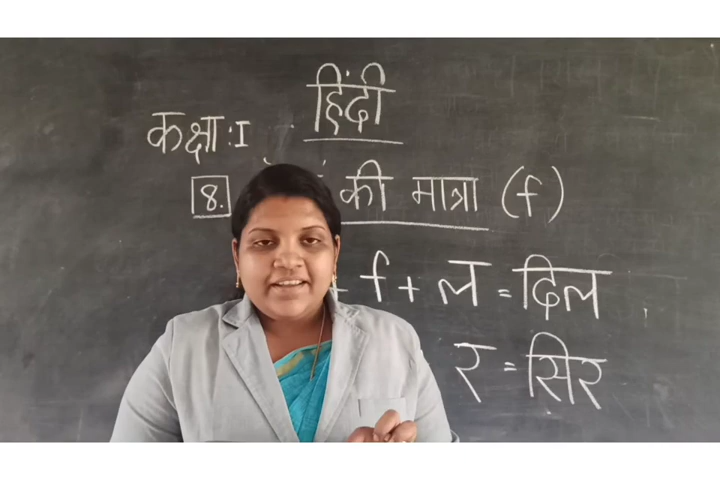 हिंदी
कक्षा : I
8. की मात्रा (ि)
+ ि + ल = दिल
र = सिर